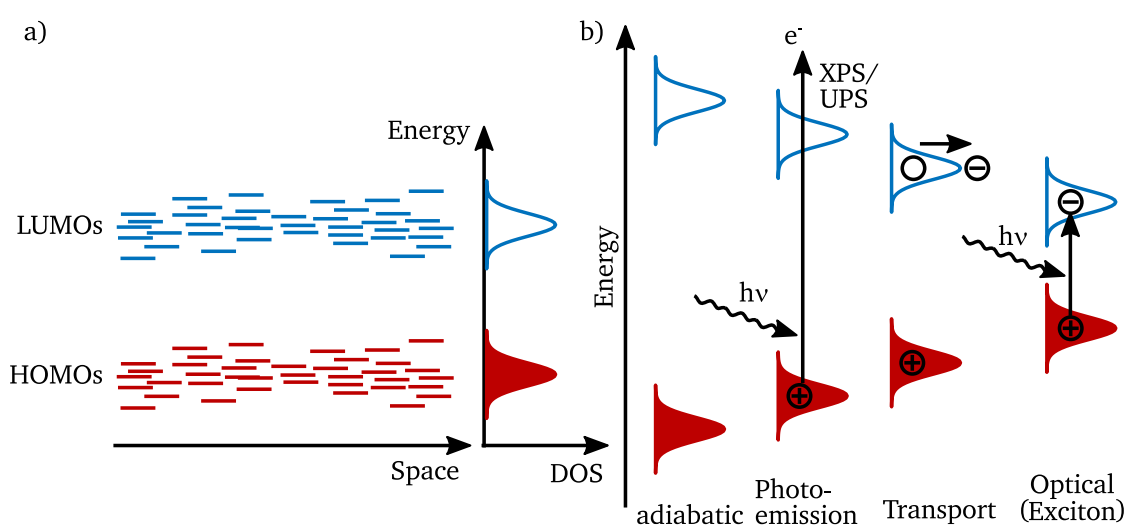 a)
Energy
LUMOs
HOMOs
Space
DOS
b)
Energy
e-
XPS/
UPS
hν
hν
adiabatic
Photo-
emission
Transport
Optical
(Exciton)